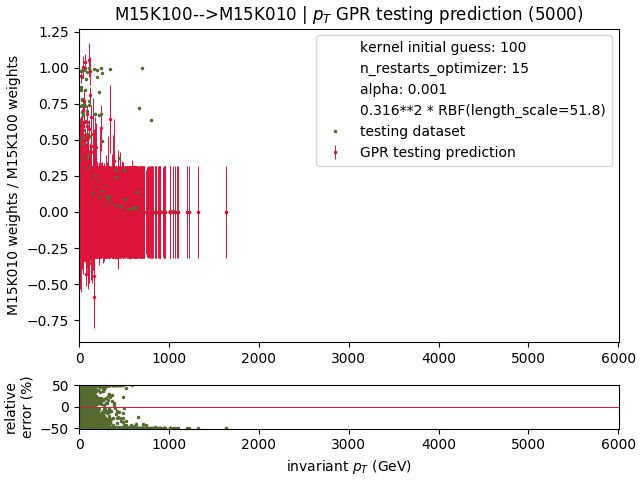 M15K100-->M15K010 | pT GPR testing prediction (5000)
M15K010 weights / M15K100 weights
1.25
1.00
0.75
0.50
0.25
0.00
−0.25
−0.50
−0.75
kernel initial guess: 100
n_restarts_optimizer: 15
alpha: 0.001
0.316**2 * RBF(length_scale=51.8)
testing dataset
GPR testing prediction
0 1000 2000 3000 4000 5000 6000
relative
error (%)
50
0
−50
0 1000 2000 3000 4000 5000 6000
invariant pT (GeV)